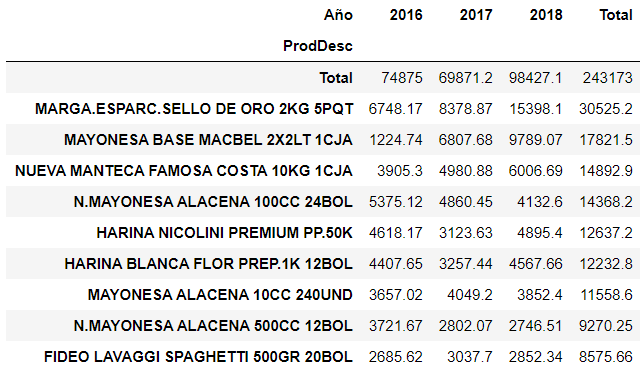 Año 2016 2017 2018 Total
ProdDesc
Total 74875 69871.2 98427.1 243173
MARGA.ESPARC.SELLO DE ORO 2KG 5PQT 6748.17 8378.87 15398.1 30525.2
MAYONESA BASE MACBEL 2X2LT 1CJA 1224.74 6807.68 9789.07 17821.5
NUEVA MANTECA FAMOSA COSTA 10KG 1CJA 3905.3 4980.88 6006.69 14892.9
N.MAYONESA ALACENA 100CC 24BOL 5375.12 4860.45 4132.6 14368.2
HARINA NICOLINI PREMIUM PP.50K 4618.17 3123.63 4895.4 12637.2
HARINA BLANCA FLOR PREP.1K 12BOL 4407.65 3257.44 4567.66 12232.8
MAYONESA ALACENA 10CC 240UND 3657.02 4049.2 3852.4 11558.6
N.MAYONESA ALACENA 500CC 12BOL 3721.67 2802.07 2746.51 9270.25
FIDEO LAVAGGI SPAGHETTI 500GR 20BOL 2685.62 3037.7 2852.34 8575.66